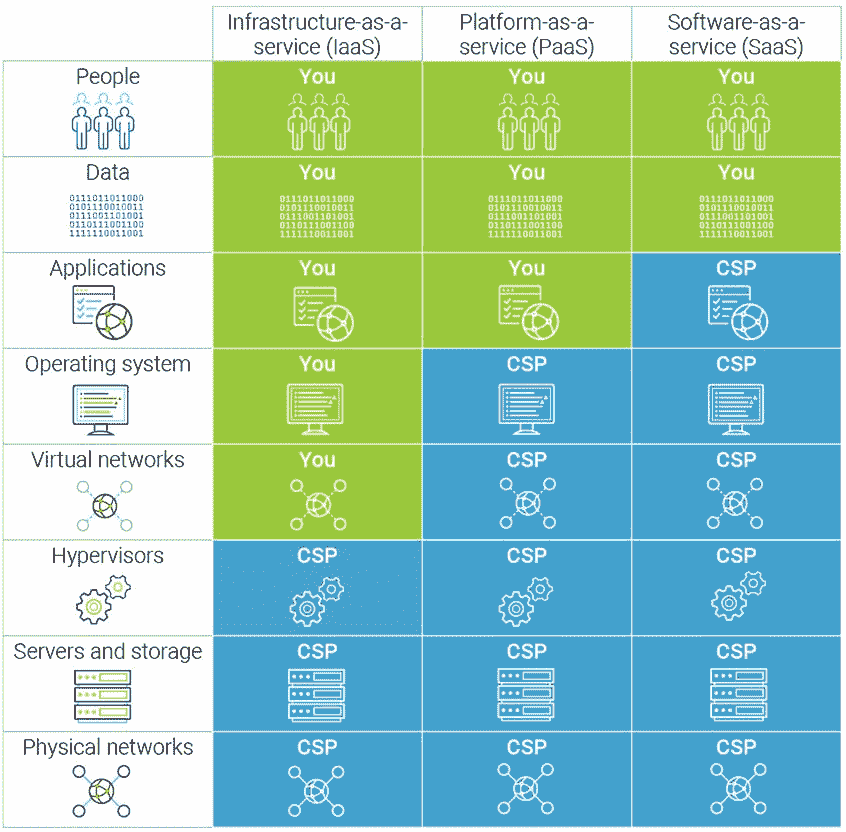 Infrastructure-as-a-
service (IaaS)
Platform-as-a-
service (PaaS)
Software-as-a-
service (SaaS)
People
You
You
You
Data
0111011011000
0101110010011
0111001101001
0110111001100
1111110011001
You
0111011011000
0101110010011
0111001101001
0110111001100
1111110011001
You
0111011011000
0101110010011
0111001101001
0110111001100
1111110011001
You
0111011011000
0101110010011
0111001101001
0110111001100
1111110011001
Applications
You
You
CSP
Operating system
You
CSP
CSP
Virtual networks
You
CSP
CSP
Hypervisors
CSP
CSP
CSP
Servers and storage
CSP
CSP
CSP
Physical networks
CSP
CSP
CSP